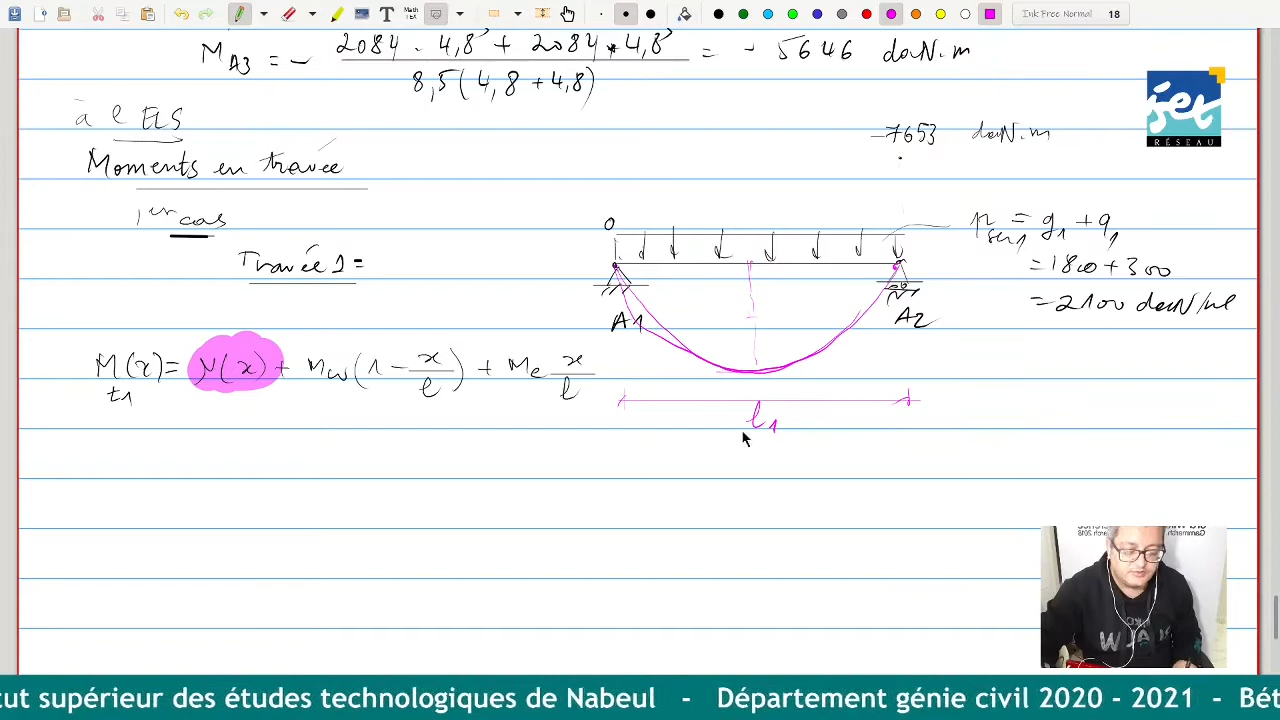 Ink Free Normal 18
M_A3 = - (2084 . 4,8³ + 2084 * 4,8³) / (8,5(4,8 + 4,8)) = - 5646 daN.m
à l ELS
-7653 daN.m
Moments en travée
1er cas
0
p ser1 = g1 + q1
Travée 1 =
= 1800 + 300
= 2100 daN/ml
A1
A2
M t1 (x) = μ(x) + Mw (1 - x/l) + Me x/l
l1
iset
RÉSEAU
tut supérieur des études technologiques de Nabeul - Département génie civil 2020 - 2021 - Bét